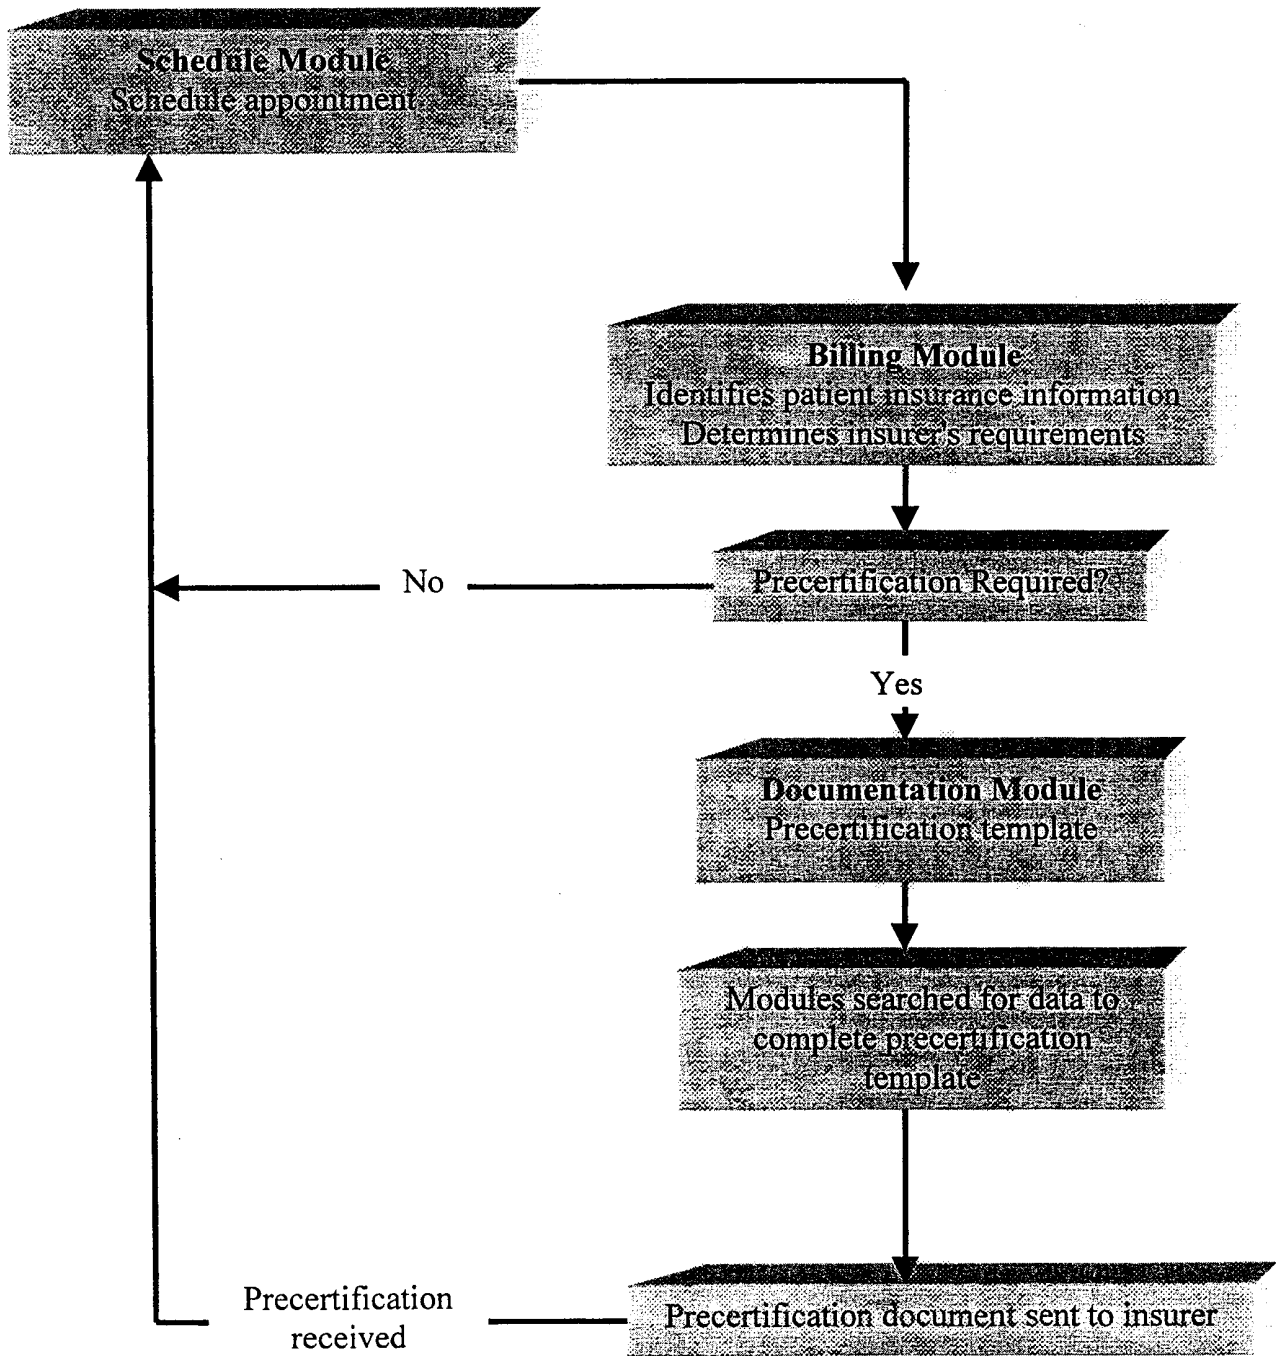 Schedule Module
Schedule appointment
Billing Module
Identifies patient insurance information
Determines insurer's requirements
No
Precertification Required?
Yes
Documentation Module
Precertification template
Modules searched for data to
complete precertification
template
Precertification
received
Precertification document sent to insurer